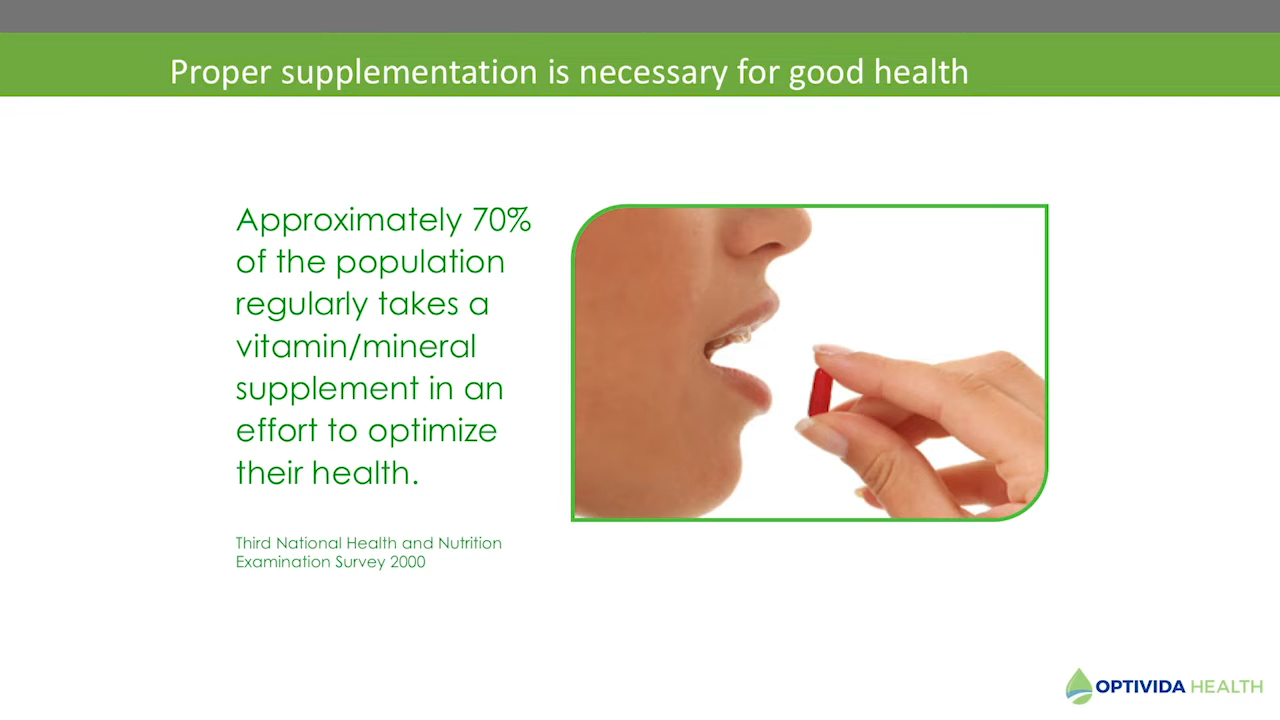 Proper supplementation is necessary for good health
Approximately 70%
of the population
regularly takes a
vitamin/mineral
supplement in an
effort to optimize
their health.
Third National Health and Nutrition
Examination Survey 2000
OPTIVIDA HEALTH